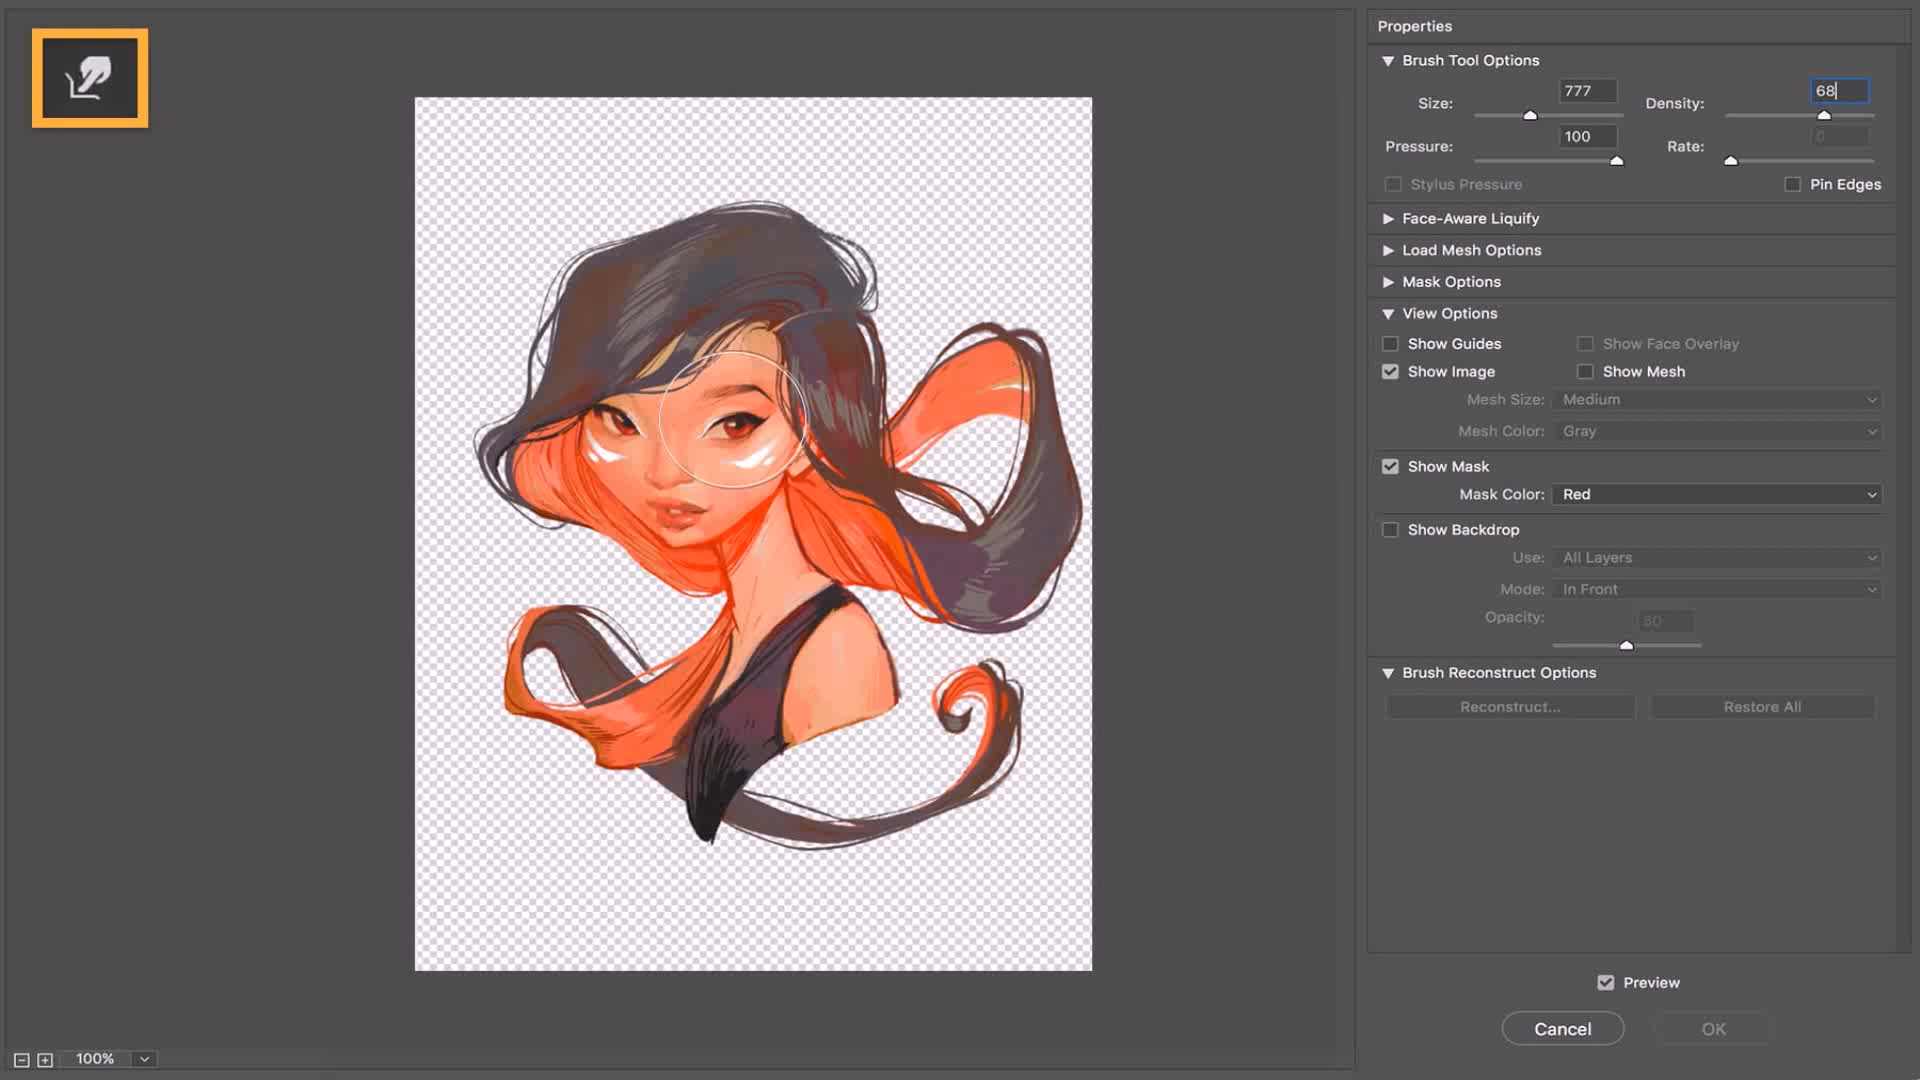 Properties
Brush Tool Options
Size: 777 Density: 68
Pressure: 100 Rate: 0
Stylus Pressure Pin Edges
Face-Aware Liquify
Load Mesh Options
Mask Options
View Options
Show Guides Show Face Overlay
Show Image Show Mesh
Mesh Size: Medium
Mesh Color: Gray
Show Mask
Mask Color: Red
Show Backdrop
Use: All Layers
Mode: In Front
Opacity: 50
Brush Reconstruct Options
Reconstruct... Restore All
Preview
Cancel OK
100%